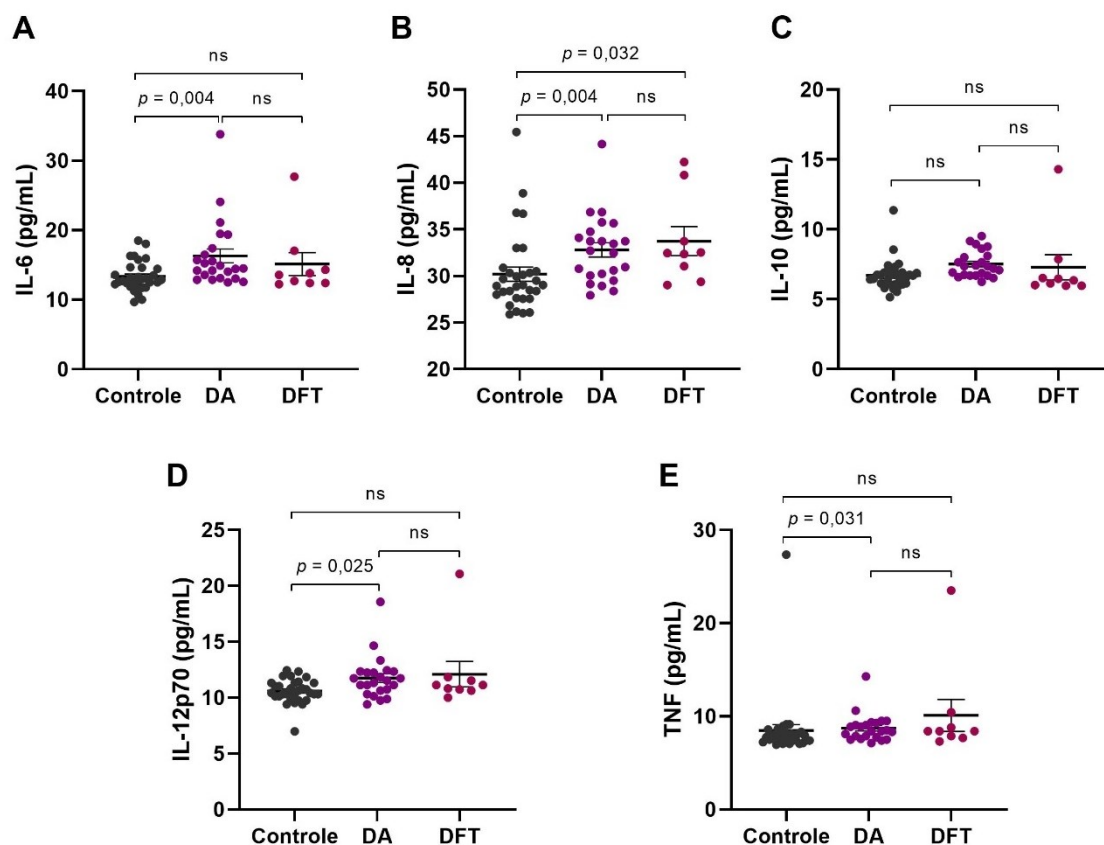 A
ns
p = 0,004
ns
40
30
20
10
0
IL-6 (pg/mL)
Controle DA DFT
B
p = 0,032
p = 0,004
ns
50
45
40
35
30
25
20
IL-8 (pg/mL)
Controle DA DFT
C
ns
ns
ns
20
15
10
5
0
IL-10 (pg/mL)
Controle DA DFT
D
ns
ns
p = 0,025
25
20
15
10
5
0
IL-12p70 (pg/mL)
Controle DA DFT
E
ns
p = 0,031
ns
30
20
10
0
TNF (pg/mL)
Controle DA DFT